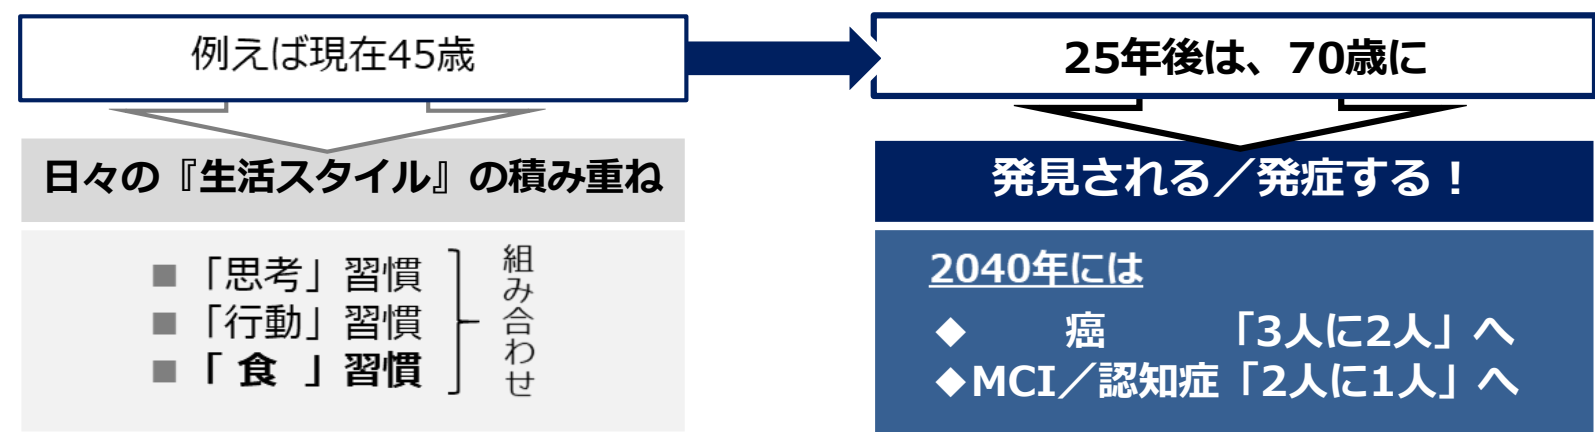 例えば現在45歳
25年後は、70歳に
日々の『生活スタイル』の積み重ね
■「思考」習慣
■「行動」習慣
■「 食 」習慣
組み合わせ
発見される／発症する！
2040年には
◆　　癌　　「3人に2人」へ
◆MCI／認知症「2人に1人」へ